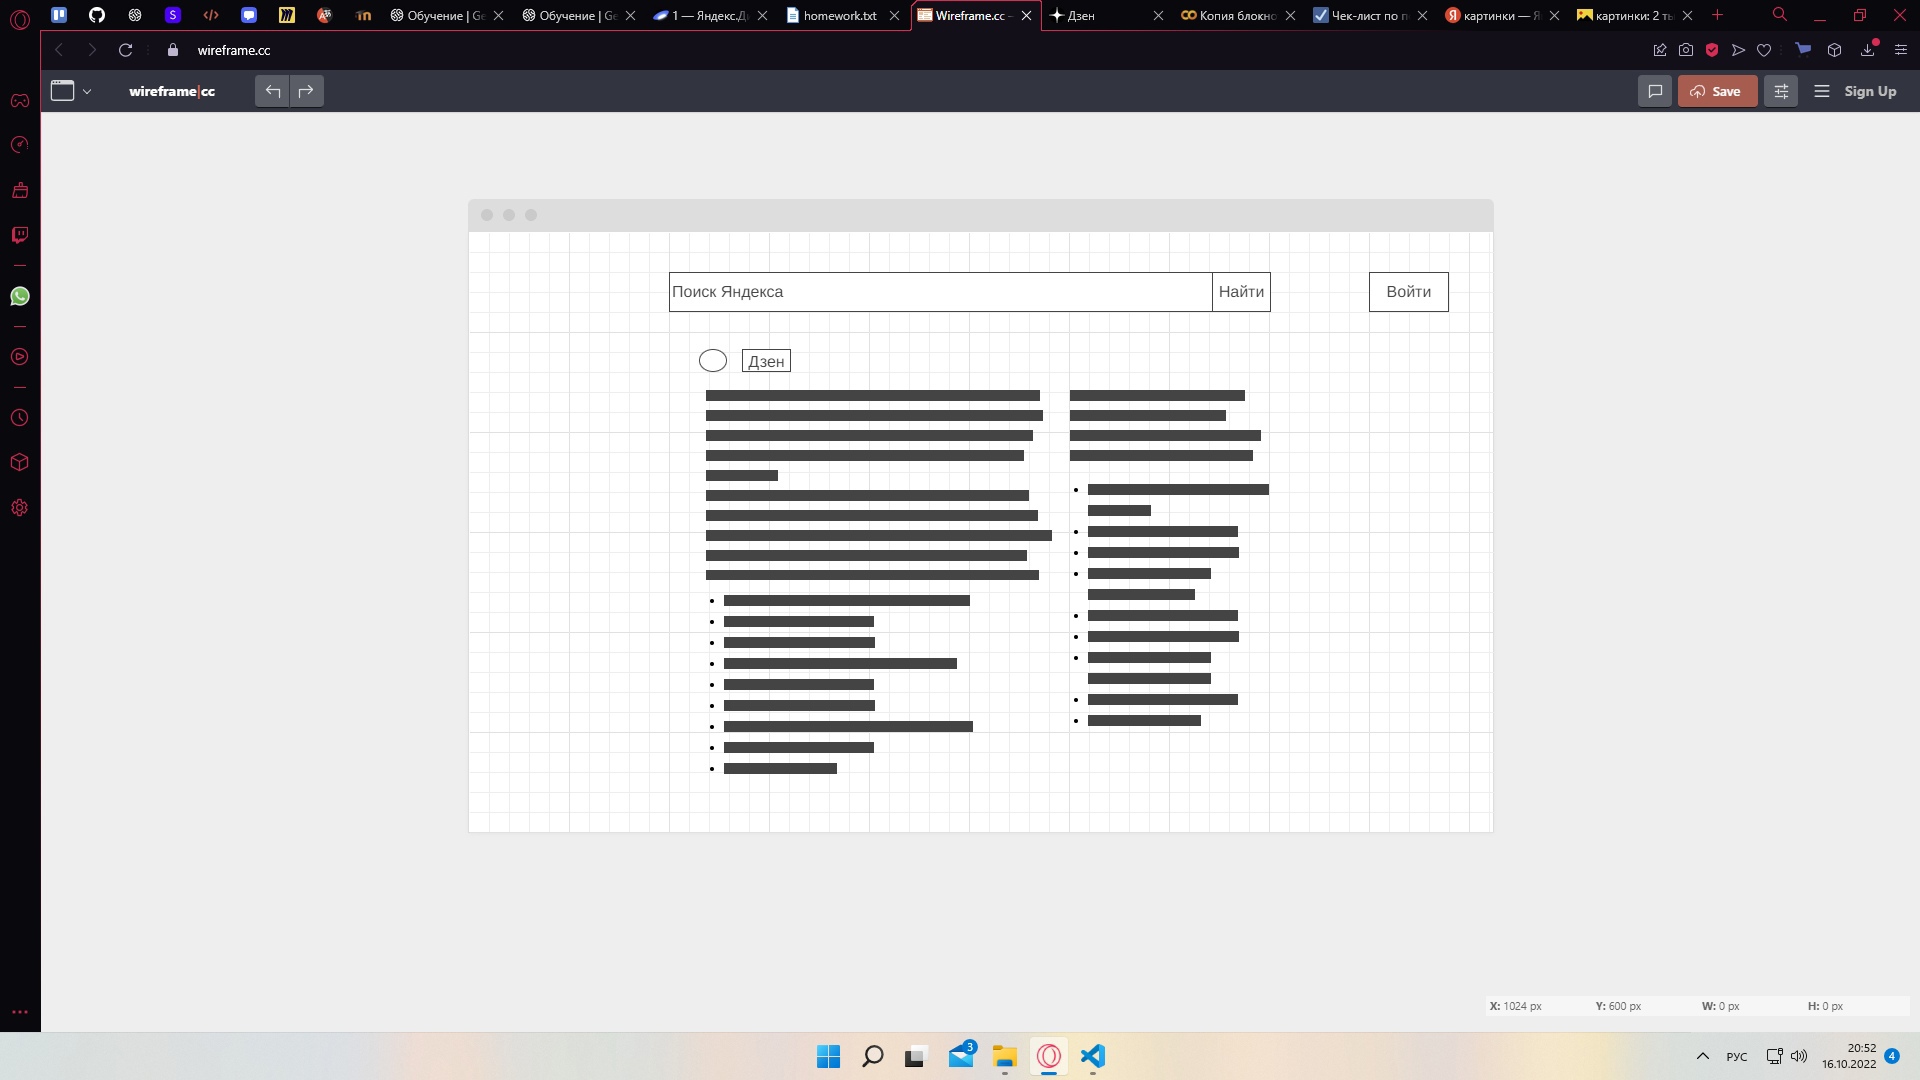 Обучение | Ge
Обучение | Ge
1 — Яндекс.Ди
homework.txt
Wireframe.cc -
Дзен
Копия блокно
Чек-лист по п
картинки — Я
картинки: 2 ты
wireframe.cc
wireframe|cc
Save
Sign Up
Поиск Яндекса
Найти
Войти
Дзен
X: 1024 px
Y: 600 px
W: 0 px
H: 0 px
3
РУС
20:52
16.10.2022
4